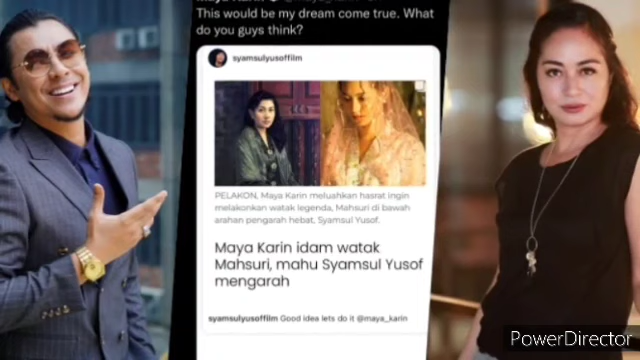 This would be my dream come true. What
do you guys think?
syamsulyusoffilm
PELAKON, Maya Karin meluahkan hasrat ingin
melakonkan watak legenda, Mahsuri di bawah
arahan pengarah hebat, Syamsul Yusof.
Maya Karin idam watak
Mahsuri, mahu Syamsul Yusof
mengarah
syamsulyusoffilm Good idea lets do it @maya_karin
PowerDirector